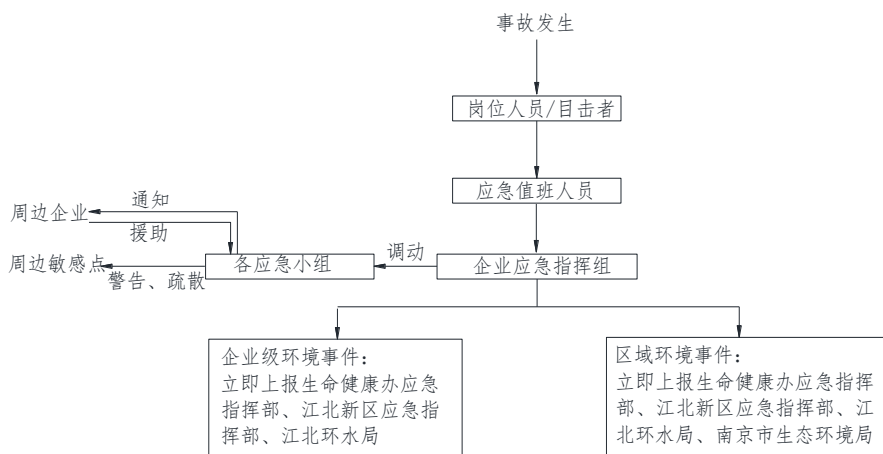 事故发生
岗位人员/目击者
应急值班人员
通知
周边企业
援助
周边敏感点
警告、疏散
各应急小组
调动
企业应急指挥组
企业级环境事件:
立即上报生命健康办应急
指挥部、江北新区应急指
挥部、江北环水局
区域环境事件:
立即上报生命健康办应急指挥
部、江北新区应急指挥部、江
北环水局、南京市生态环境局